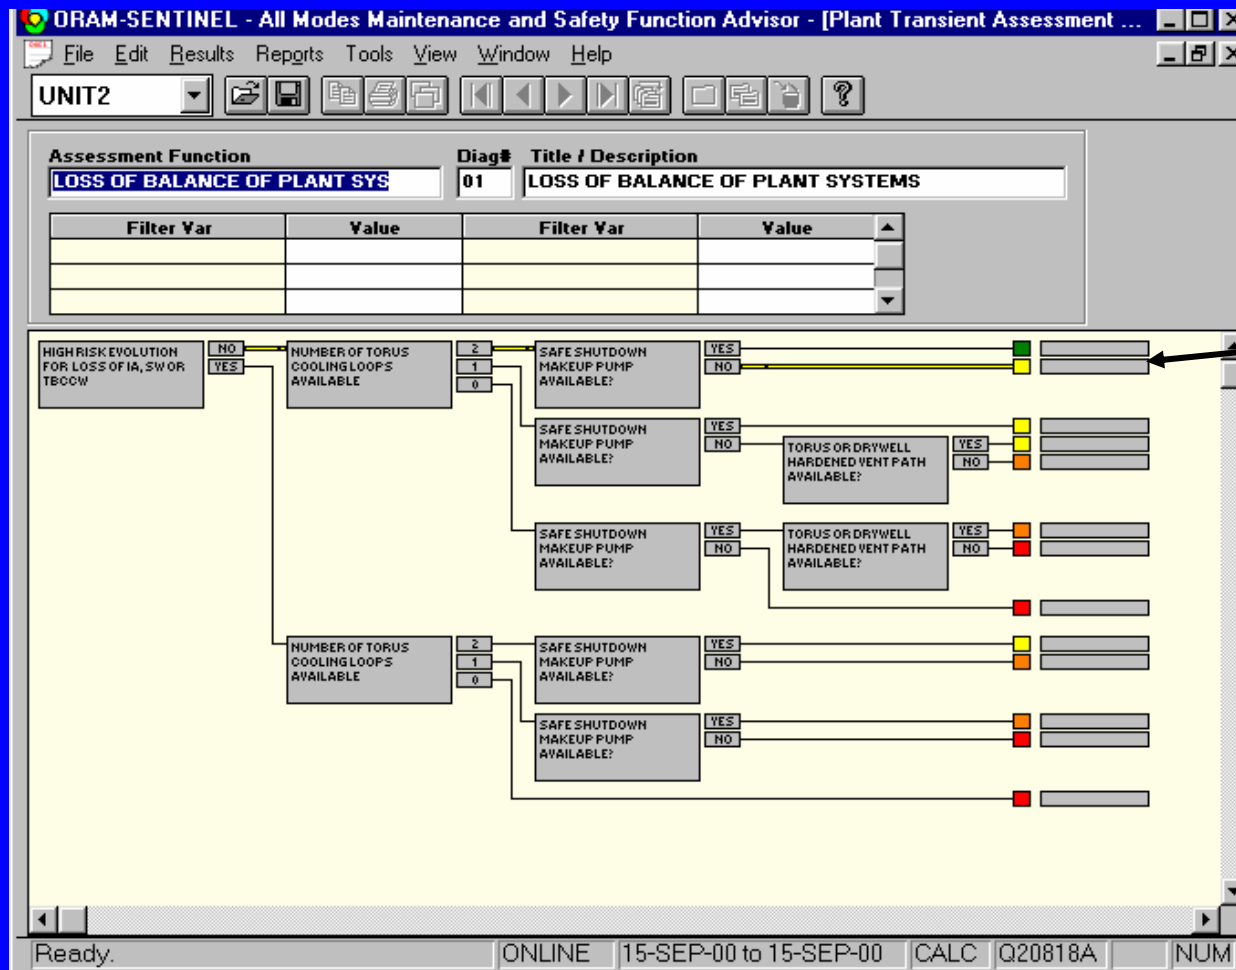 ORAM-SENTINEL - All Modes Maintenance and Safety Function Advisor - [Plant Transient Assessment ...
File Edit Results Reports Tools View Window Help
UNIT2
Assessment Function Diag# Title / Description
LOSS OF BALANCE OF PLANT SYS 01 LOSS OF BALANCE OF PLANT SYSTEMS
Filter Var Value Filter Var Value
HIGH RISK EVOLUTION
FOR LOSS OF IA, SW OR
TBCCW
NO
YES
NUMBER OF TORUS
COOLING LOOPS
AVAILABLE
2
1
0
SAFE SHUTDOWN
MAKEUP PUMP
AVAILABLE?
YES
NO
SAFE SHUTDOWN
MAKEUP PUMP
AVAILABLE?
YES
NO
TORUS OR DRYWELL
HARDENED VENT PATH
AVAILABLE?
YES
NO
SAFE SHUTDOWN
MAKEUP PUMP
AVAILABLE?
YES
NO
TORUS OR DRYWELL
HARDENED VENT PATH
AVAILABLE?
YES
NO
NUMBER OF TORUS
COOLING LOOPS
AVAILABLE
2
1
0
SAFE SHUTDOWN
MAKEUP PUMP
AVAILABLE?
YES
NO
SAFE SHUTDOWN
MAKEUP PUMP
AVAILABLE?
YES
NO
Ready. ONLINE 15-SEP-00 to 15-SEP-00 CALC Q20818A NUM